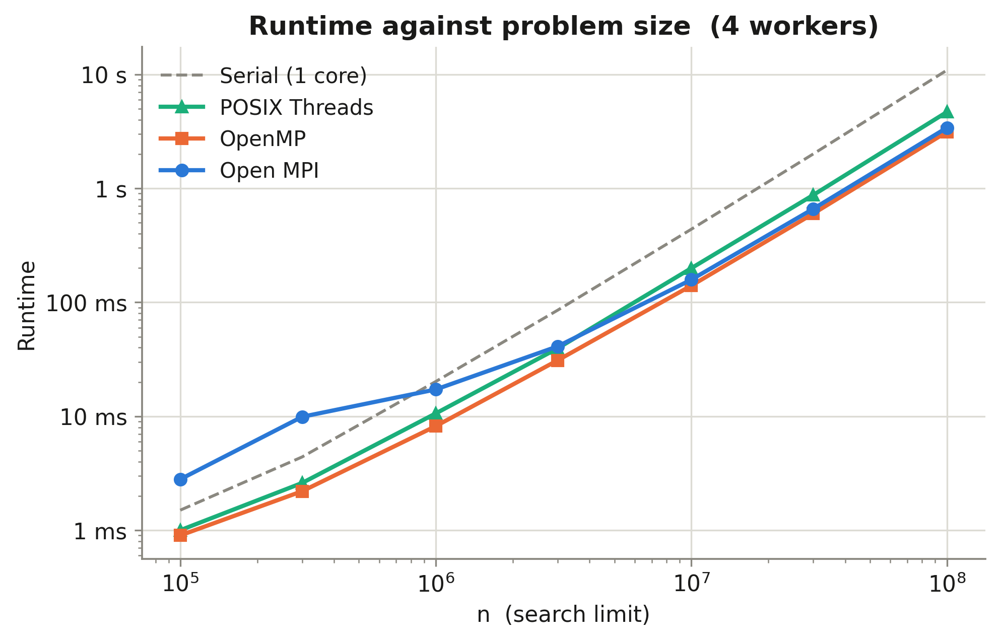 Runtime against problem size (4 workers)
Serial (1 core)
POSIX Threads
OpenMP
Open MPI
Runtime
10 s
1 s
100 ms
10 ms
1 ms
10⁵ 10⁶ 10⁷ 10⁸
n (search limit)